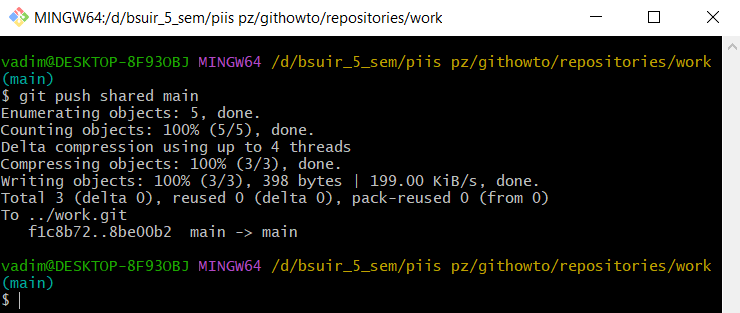 MINGW64:/d/bsuir_5_sem/piis pz/githowto/repositories/work
vadim@DESKTOP-8F93OBJ MINGW64 /d/bsuir_5_sem/piis pz/githowto/repositories/work
(main)
$ git push shared main
Enumerating objects: 5, done.
Counting objects: 100% (5/5), done.
Delta compression using up to 4 threads
Compressing objects: 100% (3/3), done.
Writing objects: 100% (3/3), 398 bytes | 199.00 KiB/s, done.
Total 3 (delta 0), reused 0 (delta 0), pack-reused 0 (from 0)
To ../work.git
   f1c8b72..8be00b2  main -> main
vadim@DESKTOP-8F93OBJ MINGW64 /d/bsuir_5_sem/piis pz/githowto/repositories/work
(main)
$